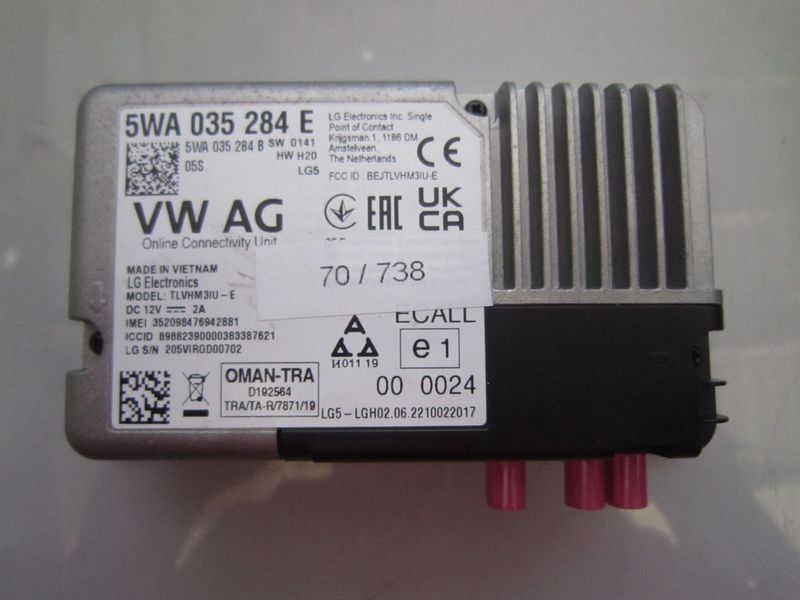 5WA 035 284 E
5WA 035 284 B SW 0141
HW H20
05S
LG5
LG Electronics Inc. Single
Point of Contact
Krijgsman 1, 1186 DM
Amstelveen,
The Netherlands
FCC ID BEJTLVHM3IU-E
CE
VW AG
Online Connectivity Unit
EAC
UK
CA
70 / 738
MADE IN VIETNAM
LG Electronics
MODEL: TLVHM3IU - E
DC 12V 2A
IMEI 352098476942881
ICCID 89882390000383387621
LG S/N 205VIRGD00702
ECALL
e1
И011 19
OMAN-TRA
D192564
TRA/TA-R/7871/19
00 0024
LG5-LGH02.06.2210022017